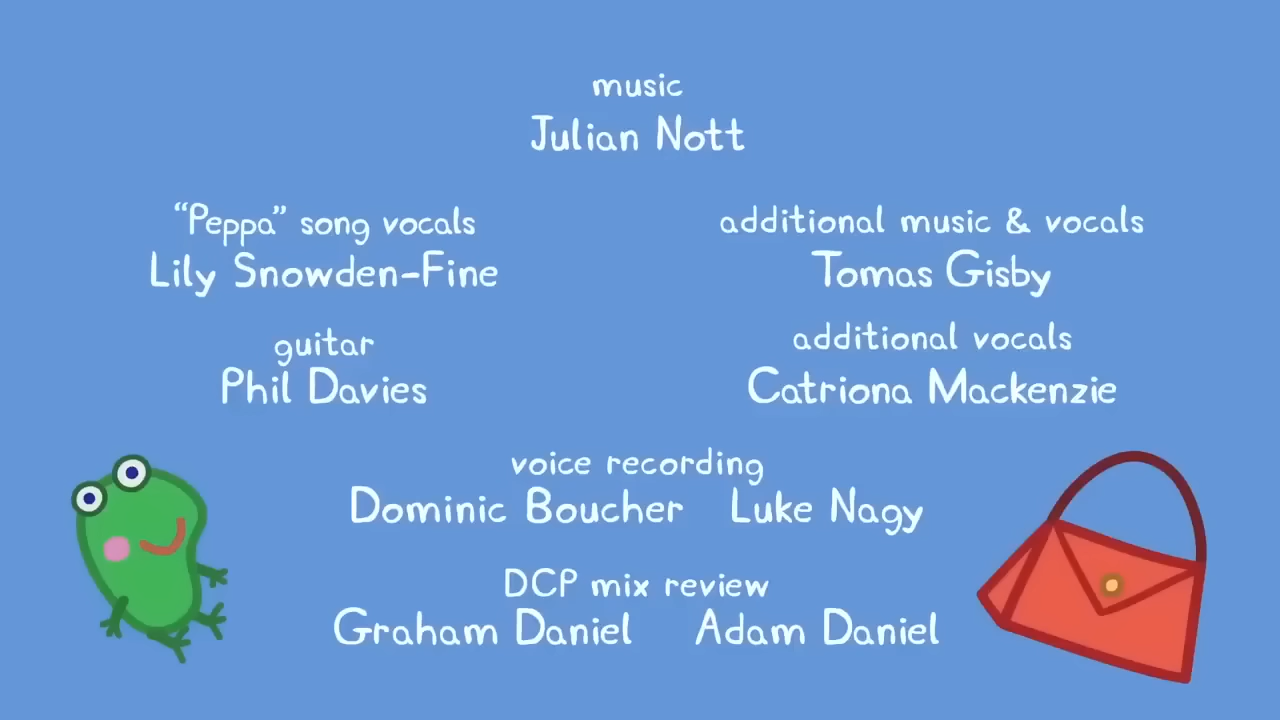 music
Julian Nott
“Peppa” song vocals
Lily Snowden-Fine
additional music & vocals
Tomas Gisby
guitar
Phil Davies
additional vocals
Catriona Mackenzie
voice recording
Dominic Boucher Luke Nagy
DCP mix review
Graham Daniel Adam Daniel